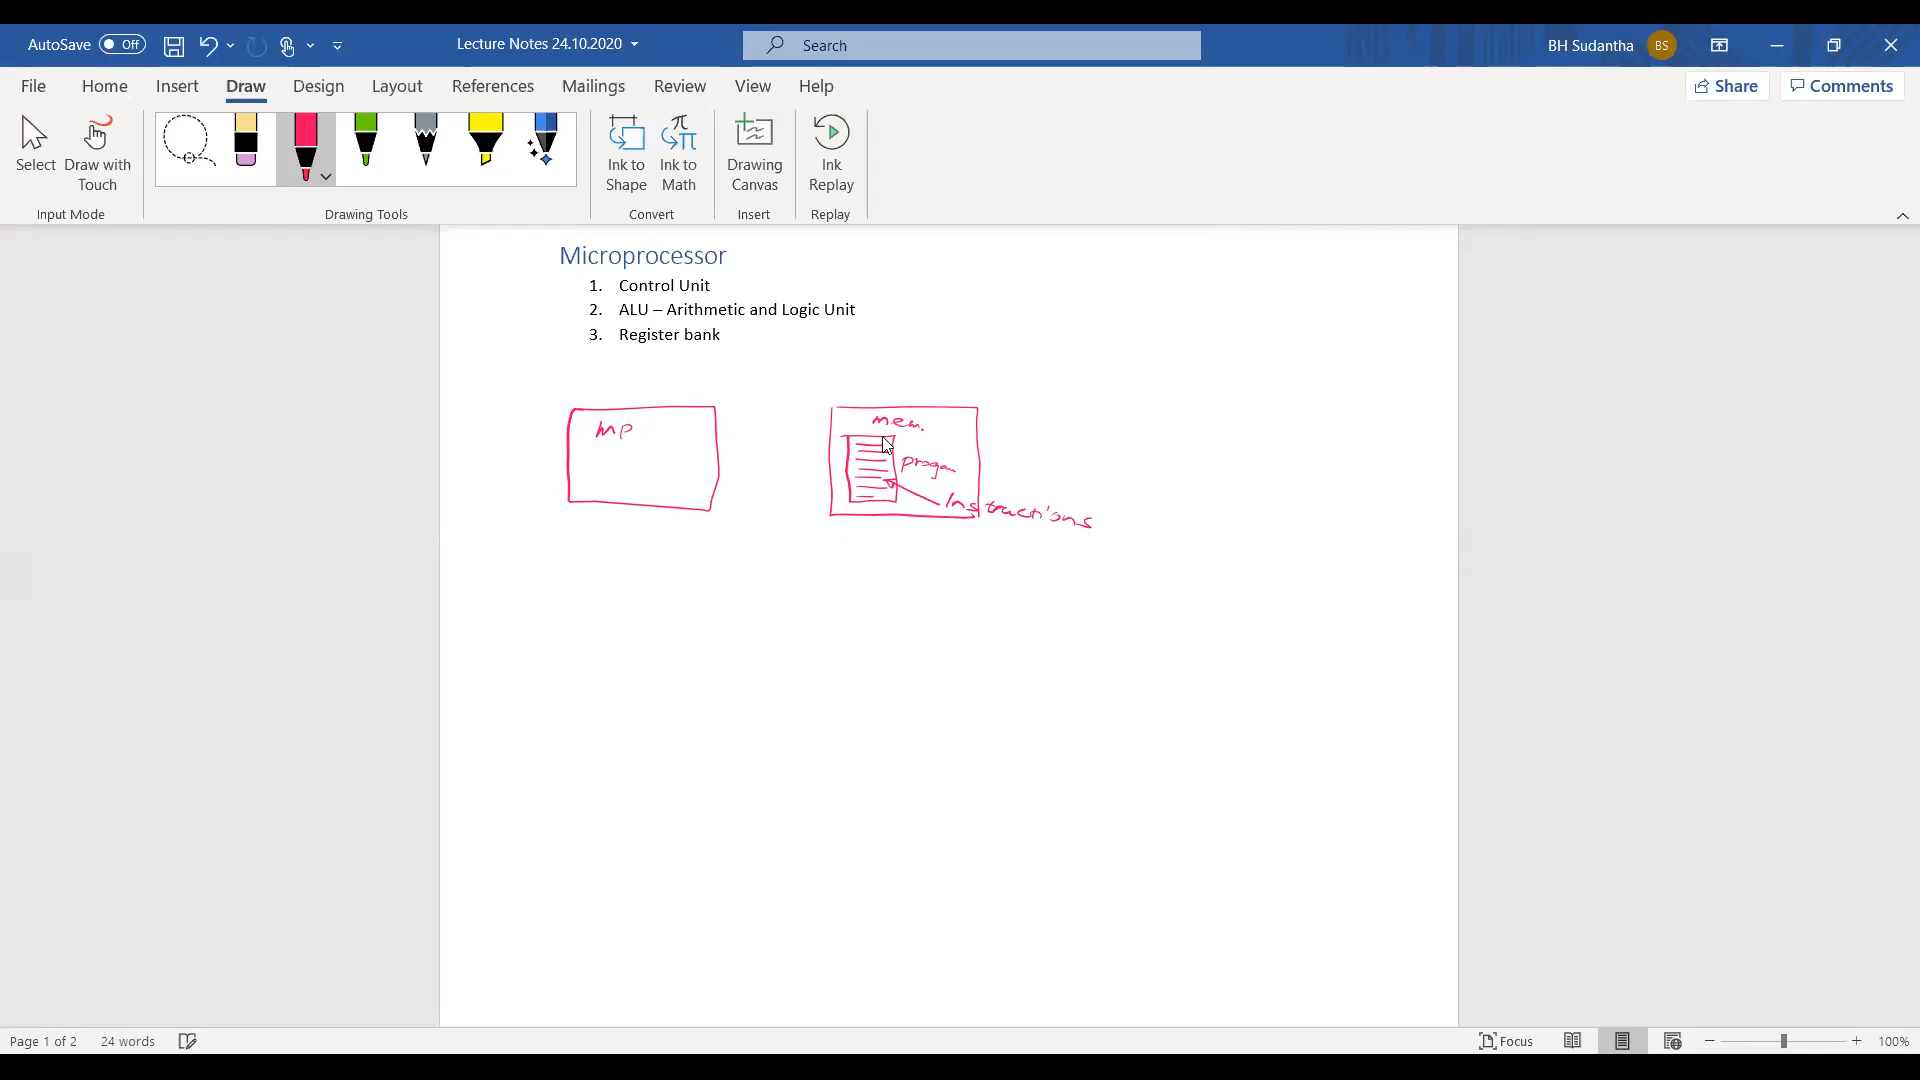 AutoSave Off Lecture Notes 24.10.2020 Search BH Sudantha BS
File Home Insert Draw Design Layout References Mailings Review View Help Share Comments
Select Draw with Touch Ink to Shape Ink to Math Drawing Canvas Ink Replay
Input Mode Drawing Tools Convert Insert Replay
Microprocessor
1. Control Unit
2. ALU – Arithmetic and Logic Unit
3. Register bank
MP
mem.
progam
Instructions
Page 1 of 2 24 words Focus 100%